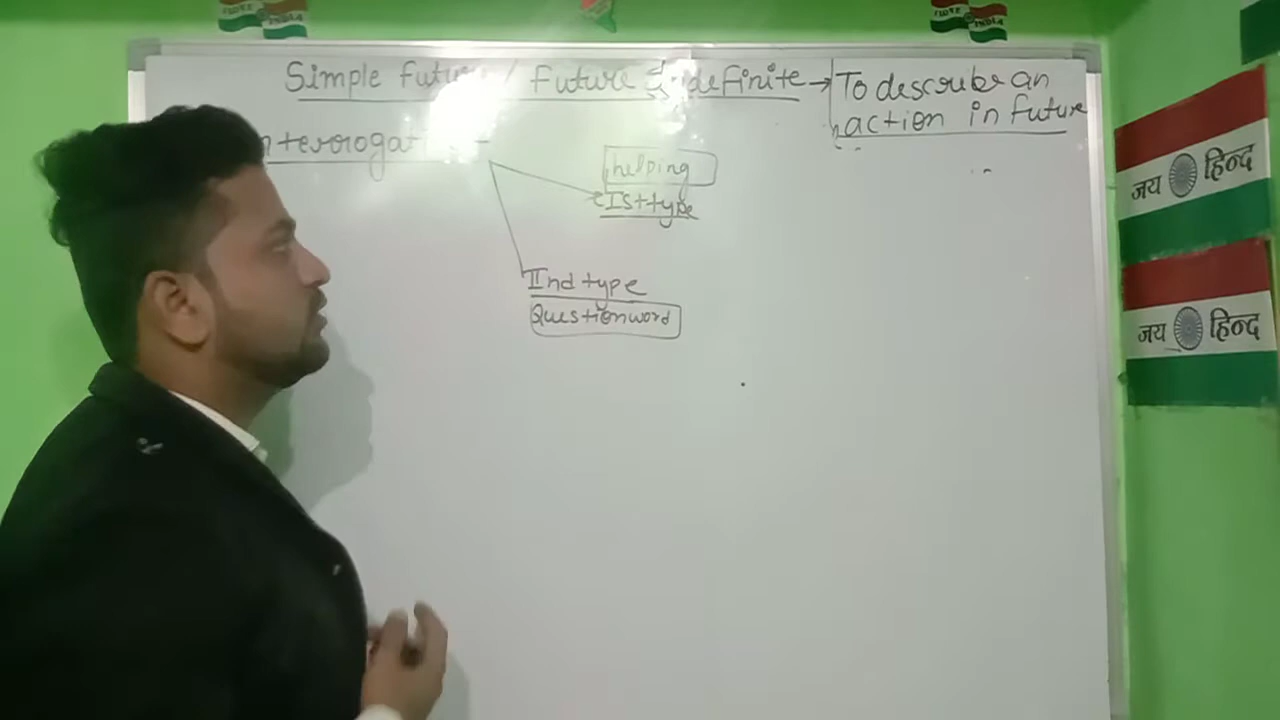 Simple Future / Future Indefinite → To describe an
action in future
nterrogat
helping
Ist type
IInd type
Question word
जय हिन्द
जय हिन्द